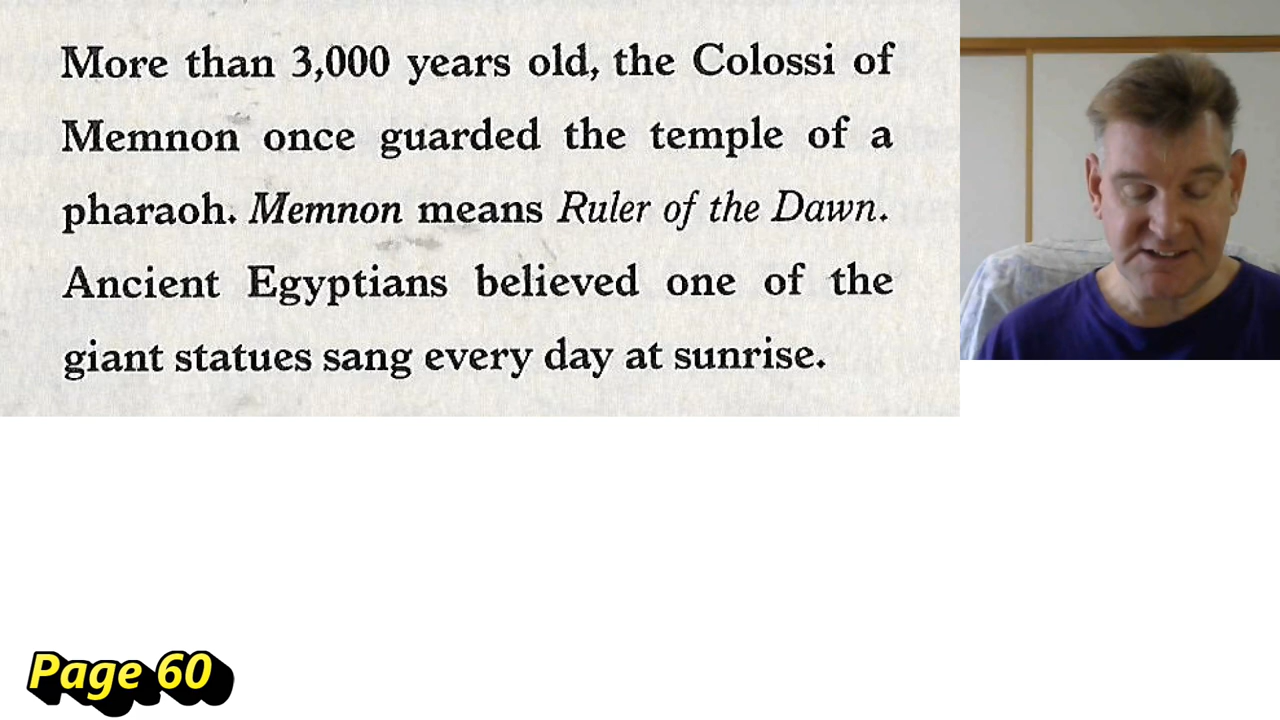 More than 3,000 years old, the Colossi of
Memnon once guarded the temple of a
pharaoh. Memnon means Ruler of the Dawn.
Ancient Egyptians believed one of the
giant statues sang every day at sunrise.
Page 60